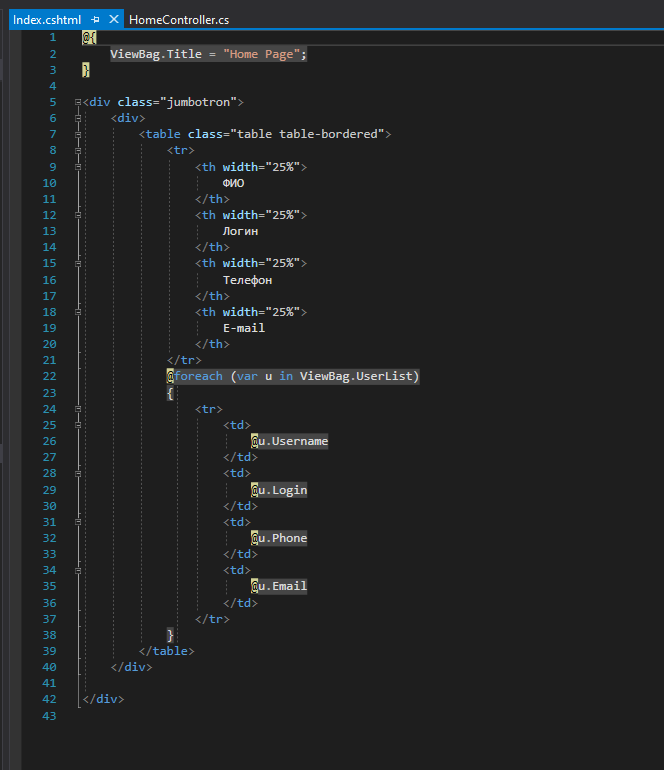 Index.cshtml HomeController.cs
1 @{
2 ViewBag.Title = "Home Page";
3 }
4
5 <div class="jumbotron">
6 <div>
7 <table class="table table-bordered">
8 <tr>
9 <th width="25%">
10 ФИО
11 </th>
12 <th width="25%">
13 Логин
14 </th>
15 <th width="25%">
16 Телефон
17 </th>
18 <th width="25%">
19 E-mail
20 </th>
21 </tr>
22 @foreach (var u in ViewBag.UserList)
23 {
24 <tr>
25 <td>
26 @u.Username
27 </td>
28 <td>
29 @u.Login
30 </td>
31 <td>
32 @u.Phone
33 </td>
34 <td>
35 @u.Email
36 </td>
37 </tr>
38 }
39 </table>
40 </div>
41
42 </div>
43